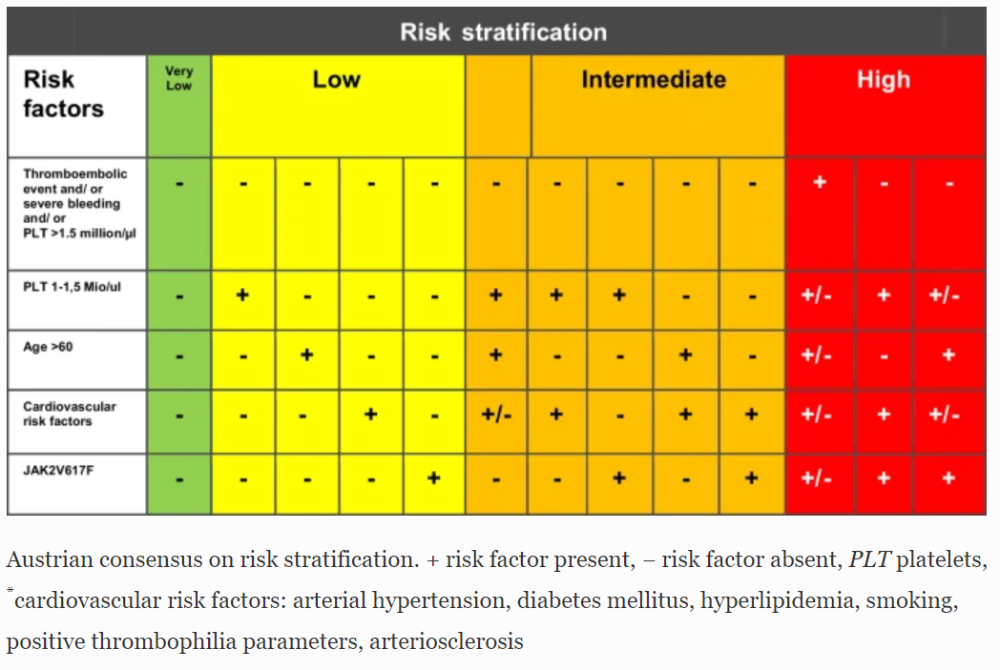 Risk stratification
Risk factors Very Low Low Intermediate High
Thromboembolic
event and/ or
severe bleeding
and/ or
PLT >1.5 million/µl - - - - - - - - - - + - -
PLT 1-1,5 Mio/ul - + - - - + + + - - +/- + +/-
Age >60 - - + - - + - - + - +/- - +
Cardiovascular
risk factors - - - + - +/- + - + + +/- + +/-
JAK2V617F - - - - + - - + - + +/- + +
Austrian consensus on risk stratification. + risk factor present, – risk factor absent, PLT platelets,
*cardiovascular risk factors: arterial hypertension, diabetes mellitus, hyperlipidemia, smoking,
positive thrombophilia parameters, arteriosclerosis